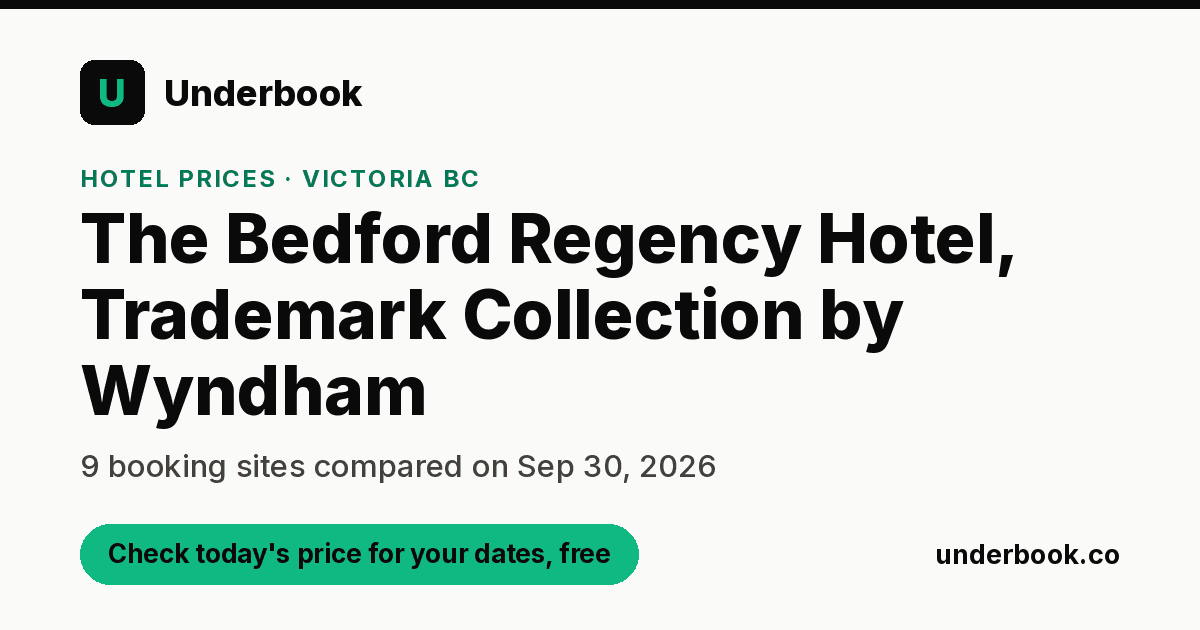 U Underbook
HOTEL PRICES · VICTORIA BC
The Bedford Regency Hotel,
Trademark Collection by
Wyndham
9 booking sites compared on Sep 30, 2026
Check today's price for your dates, free
underbook.co